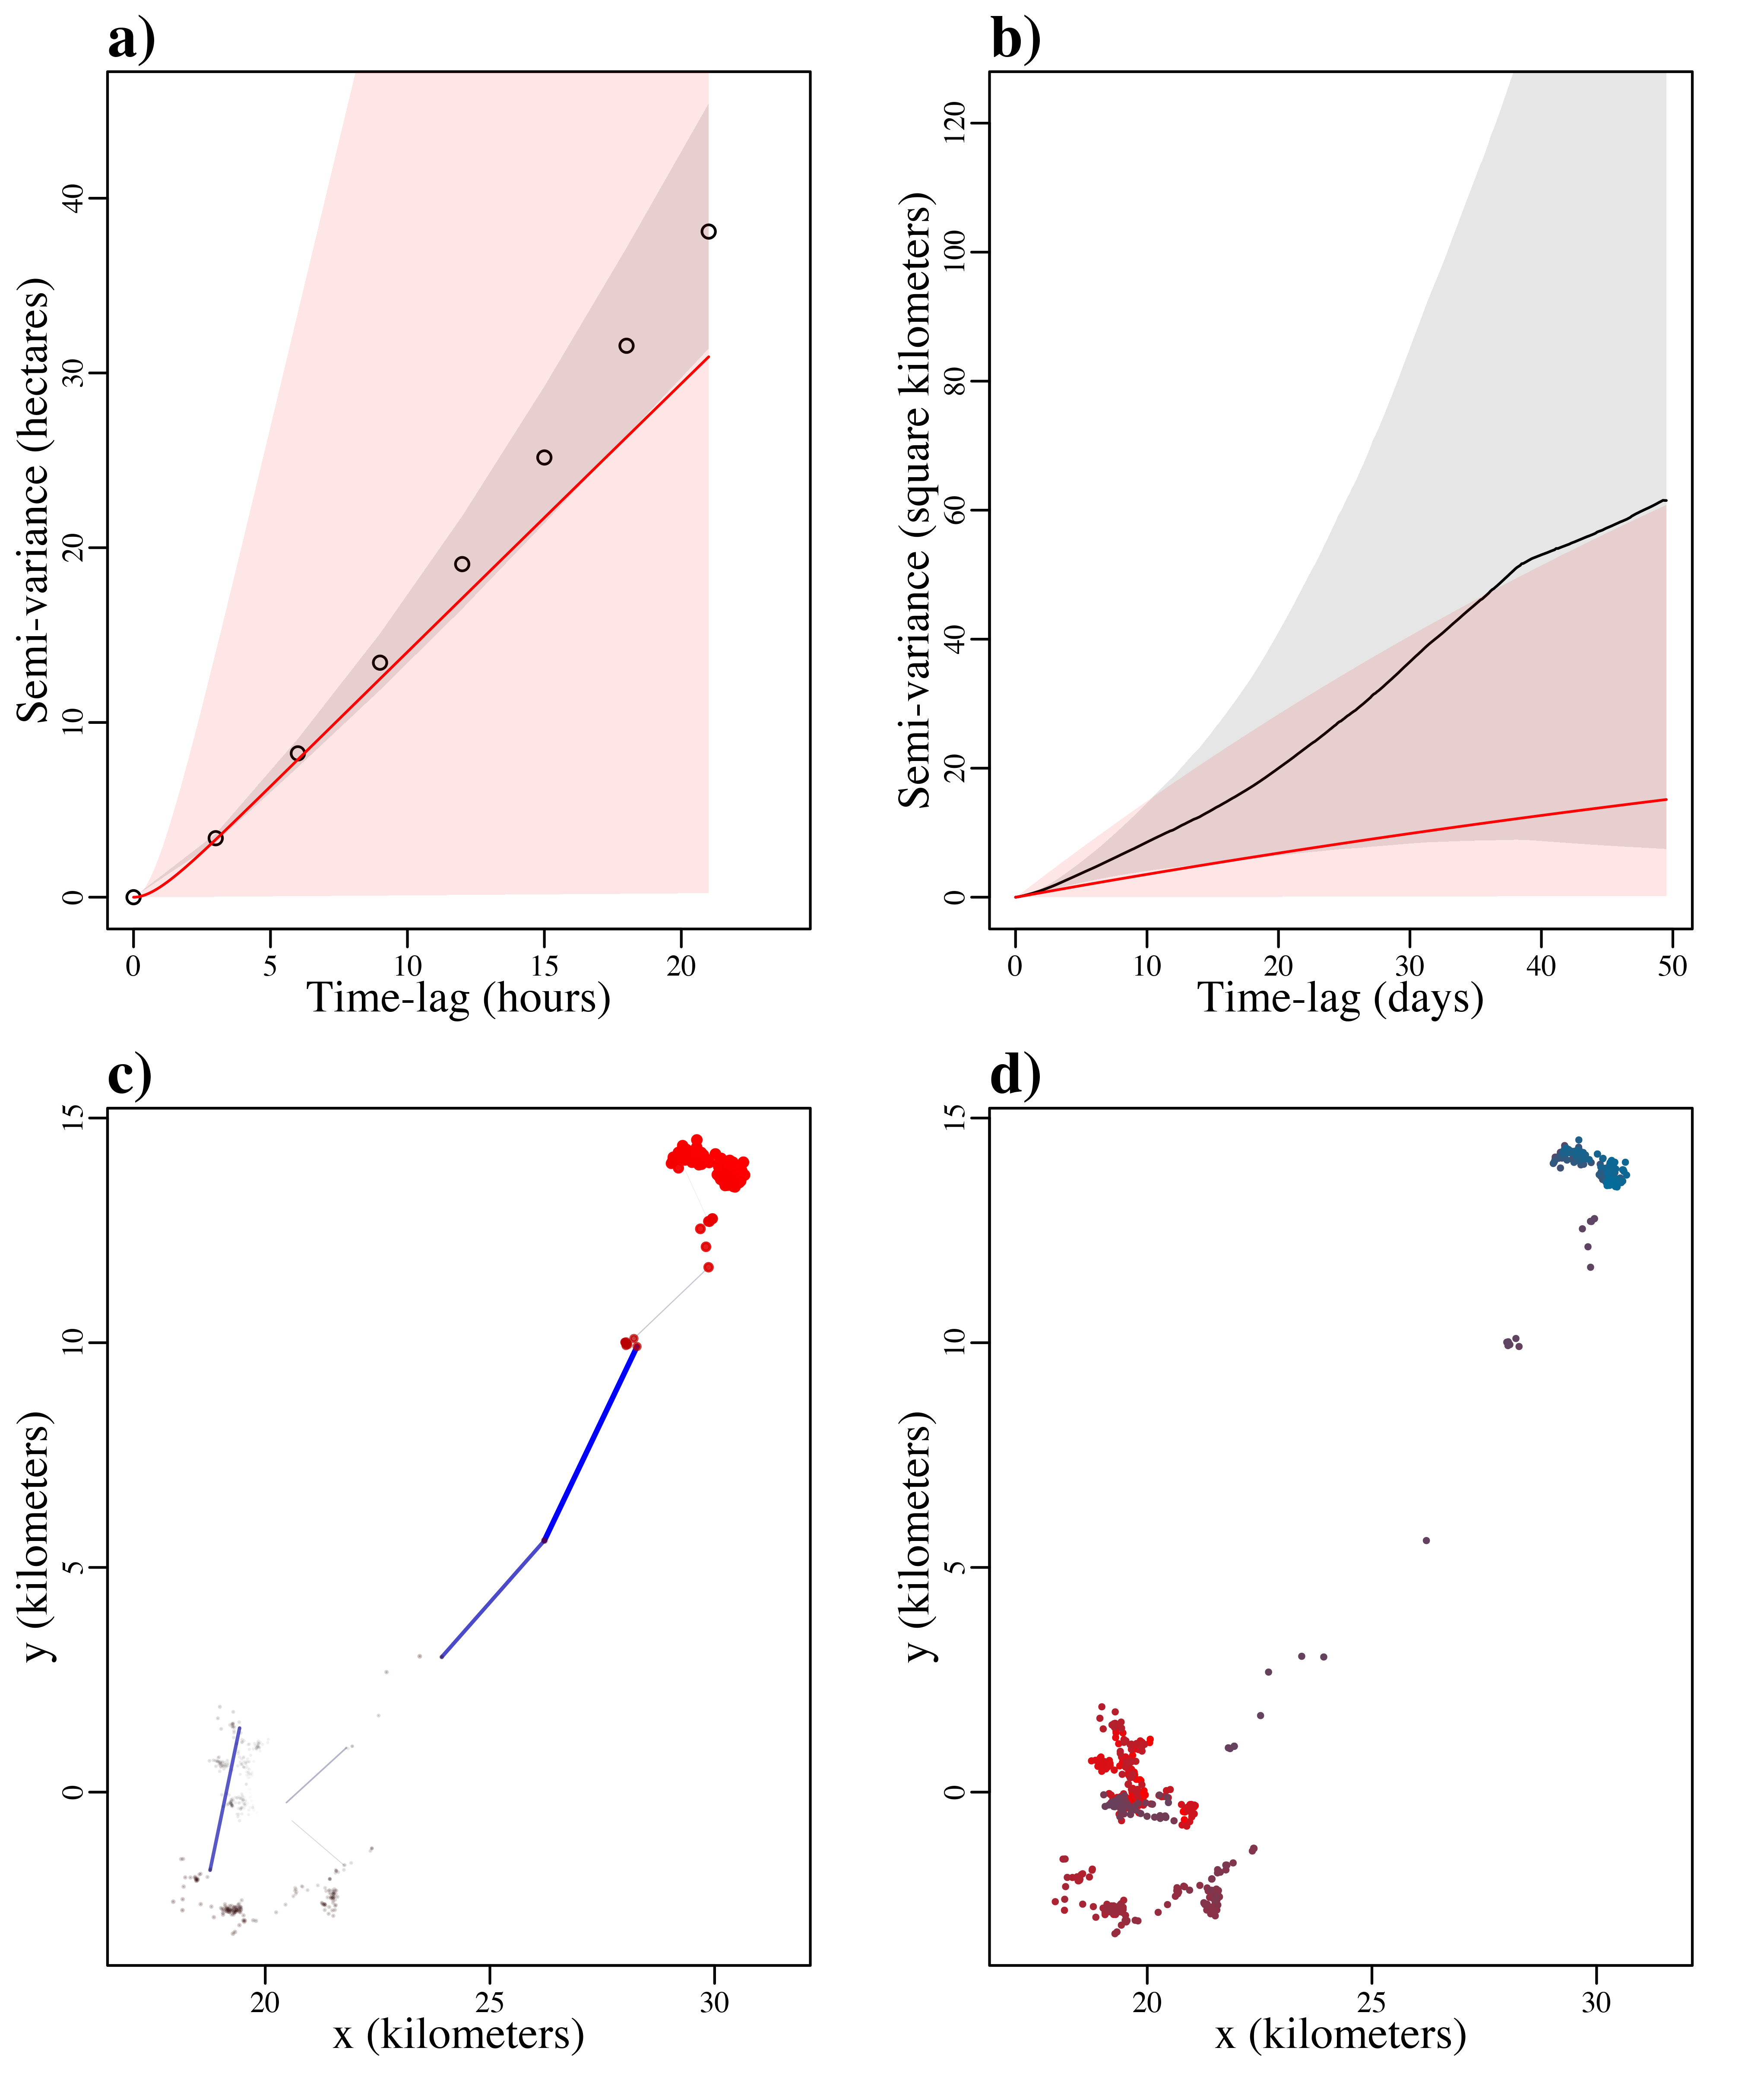 a)
Semi-variance (hectares)
0 10 20 30 40
0 5 10 15 20
Time-lag (hours)
b)
Semi-variance (square kilometers)
0 20 40 60 80 100 120
0 10 20 30 40 50
Time-lag (days)
c)
y (kilometers)
0 5 10 15
20 25 30
x (kilometers)
d)
y (kilometers)
0 5 10 15
20 25 30
x (kilometers)